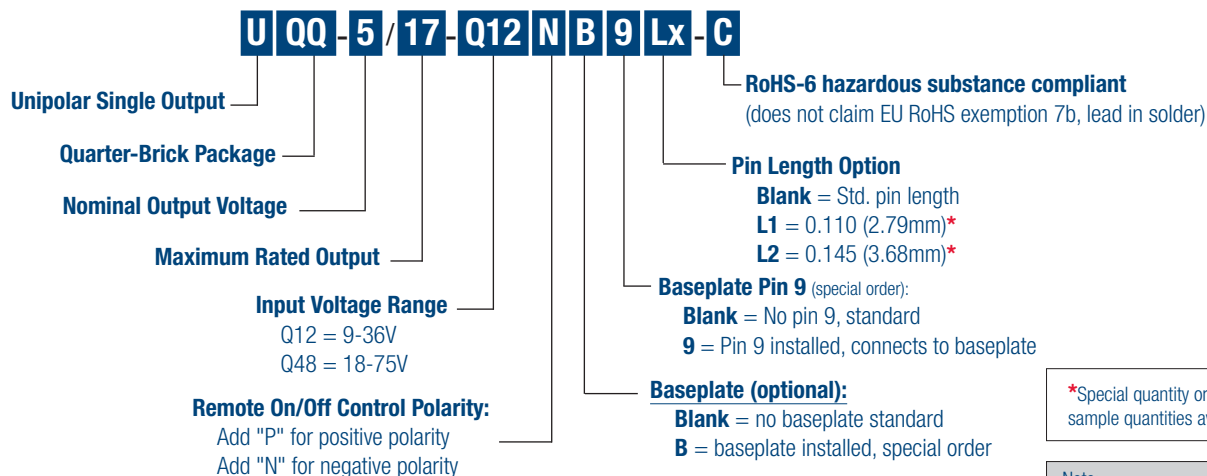 U QQ - 5 / 17 - Q12 N B 9 Lx - C
Unipolar Single Output
Quarter-Brick Package
Nominal Output Voltage
Maximum Rated Output
Input Voltage Range
Q12 = 9-36V
Q48 = 18-75V
Remote On/Off Control Polarity:
Add "P" for positive polarity
Add "N" for negative polarity
RoHS-6 hazardous substance compliant
(does not claim EU RoHS exemption 7b, lead in solder)
Pin Length Option
Blank = Std. pin length
L1 = 0.110 (2.79mm)*
L2 = 0.145 (3.68mm)*
Baseplate Pin 9 (special order):
Blank = No pin 9, standard
9 = Pin 9 installed, connects to baseplate
Baseplate (optional):
Blank = no baseplate standard
B = baseplate installed, special order
*Special quantity or
sample quantities a
Note